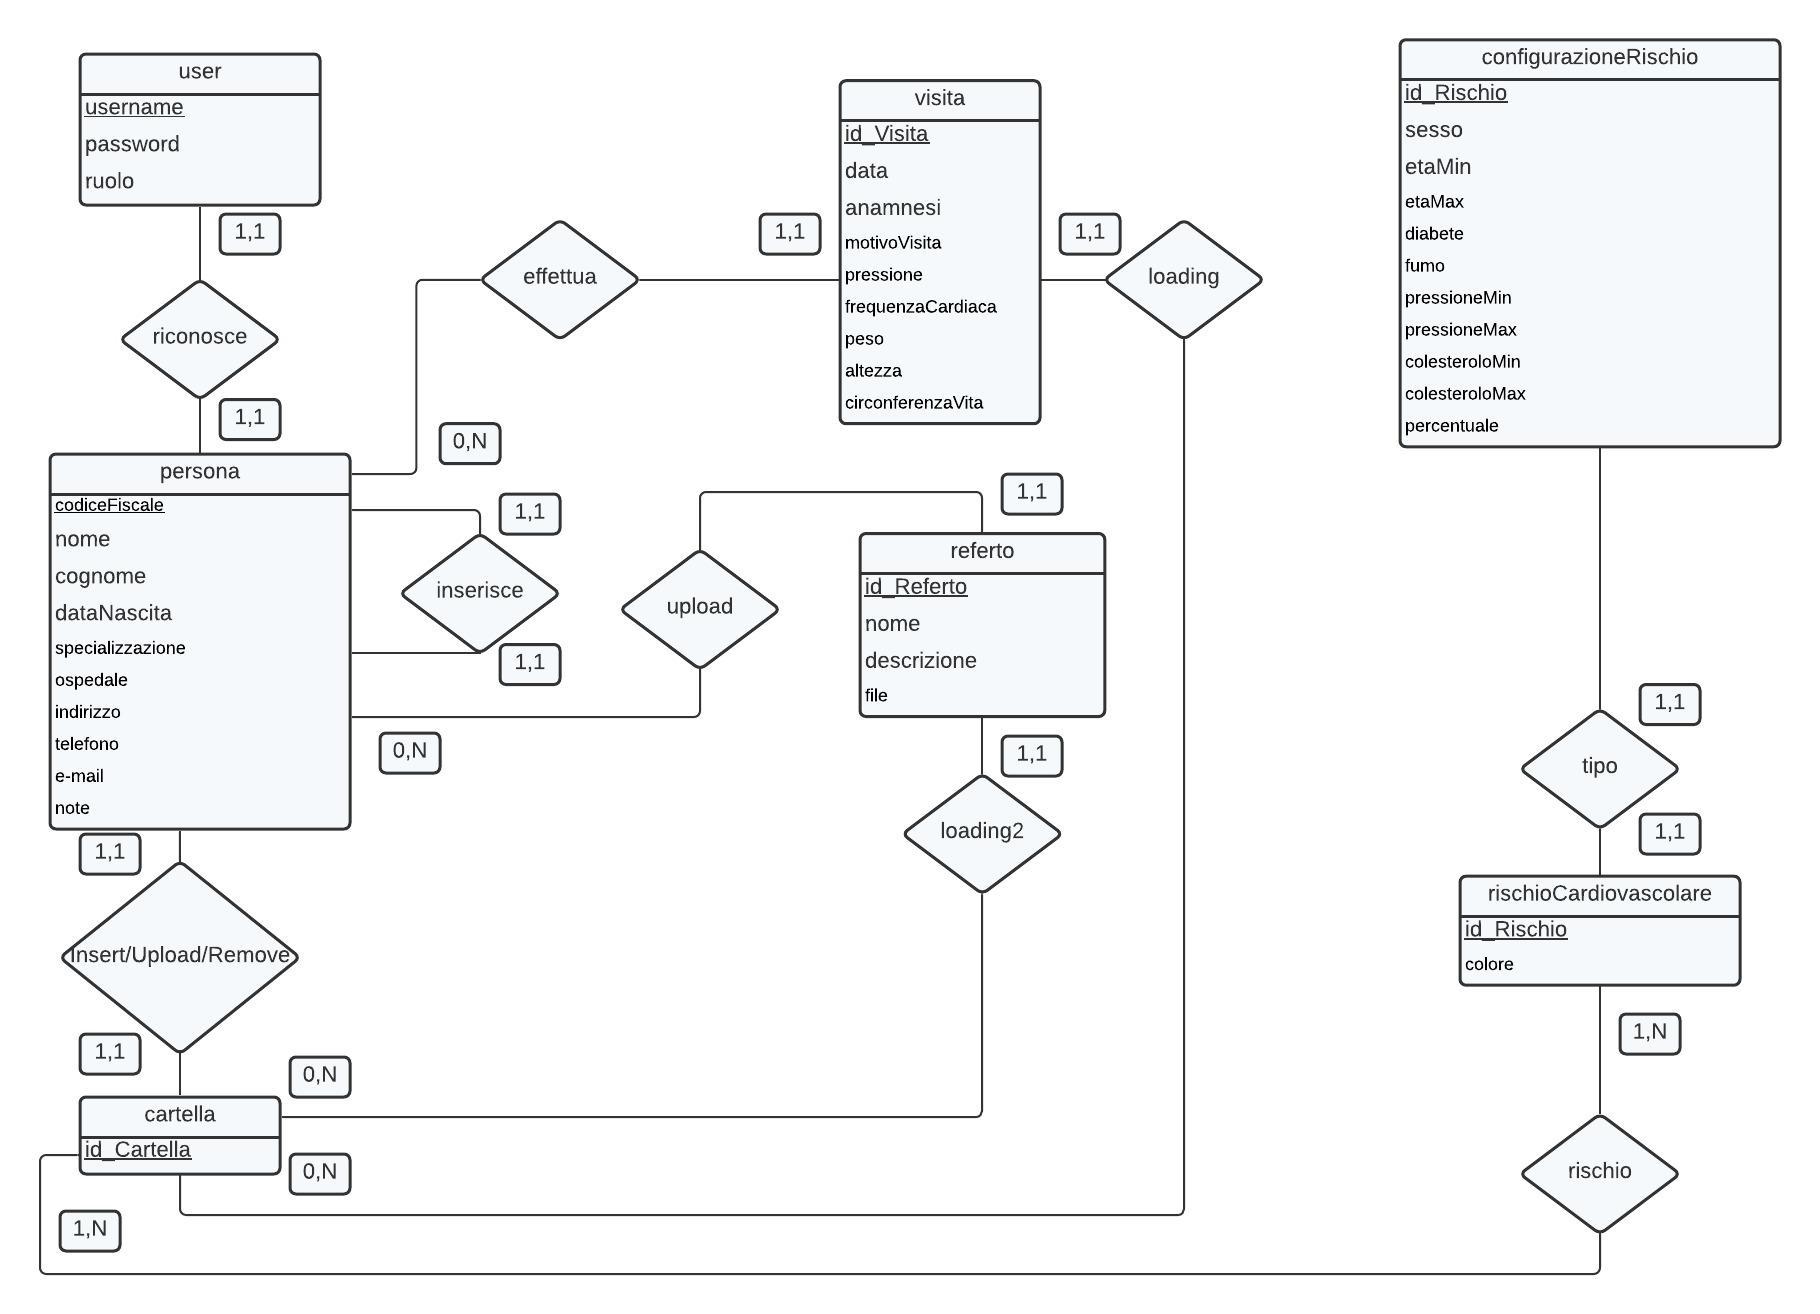 user
username
password
ruolo
1,1
riconosce
1,1
persona
codiceFiscale
nome
cognome
dataNascita
specializzazione
ospedale
indirizzo
telefono
e-mail
note
1,1
Insert/Upload/Remove
1,1
cartella
id_Cartella
0,N
0,N
1,N
effettua
0,N
1,1
inserisce
1,1
upload
0,N
1,1
visita
id_Visita
data
anamnesi
motivoVisita
pressione
frequenzaCardiaca
peso
altezza
circonferenzaVita
1,1
loading
1,1
referto
id_Referto
nome
descrizione
file
1,1
loading2
configurazioneRischio
id_Rischio
sesso
etaMin
etaMax
diabete
fumo
pressioneMin
pressioneMax
colesteroloMin
colesteroloMax
percentuale
1,1
tipo
1,1
rischioCardiovascolare
id_Rischio
colore
1,N
rischio